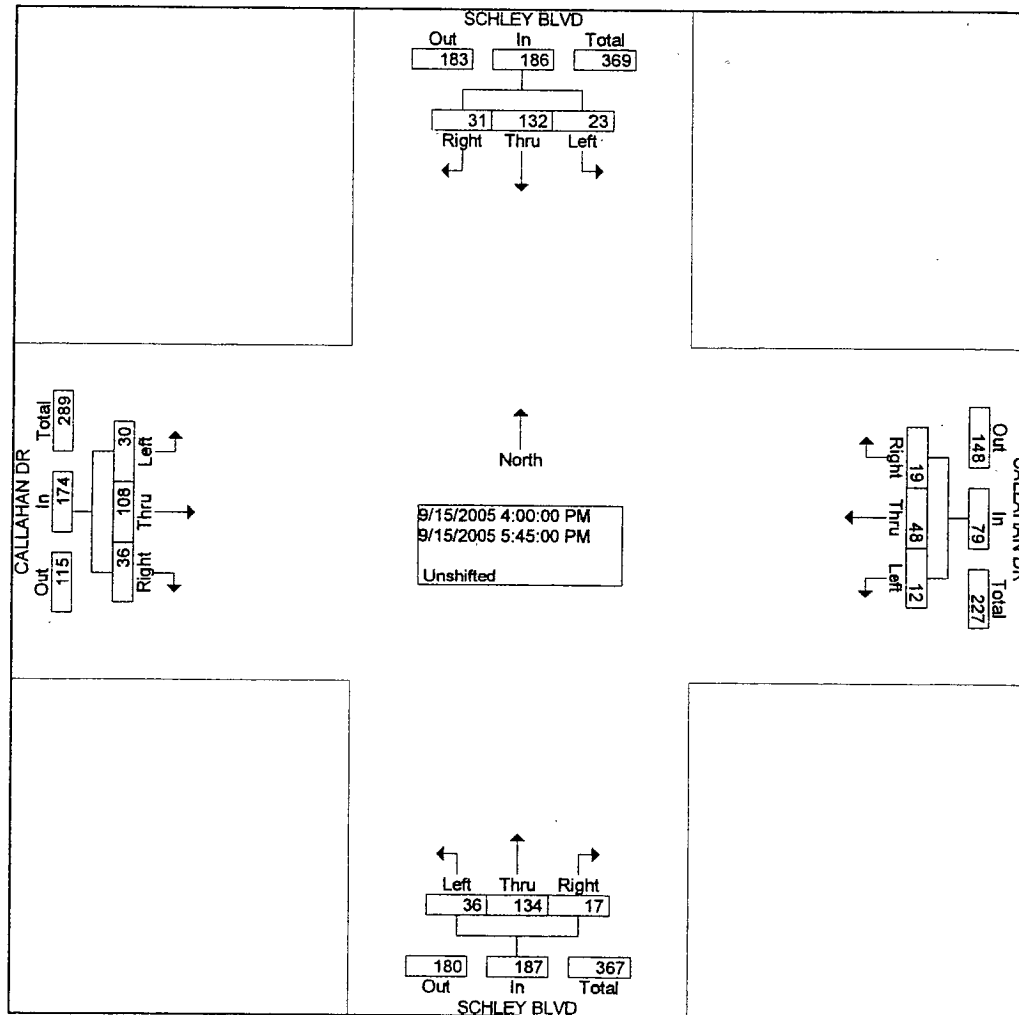 SCHLEY BLVD
Out In Total
183 186 369
31 132 23
Right Thru Left
CALLAHAN DR
Total In Out
289 174 115
30 108 36
Left Thru Right
North
9/15/2005 4:00:00 PM
9/15/2005 5:45:00 PM
Unshifted
CALLAHAN DR
Out In Total
148 79 227
19 48 12
Right Thru Left
Left Thru Right
36 134 17
180 187 367
Out In Total
SCHLEY BLVD